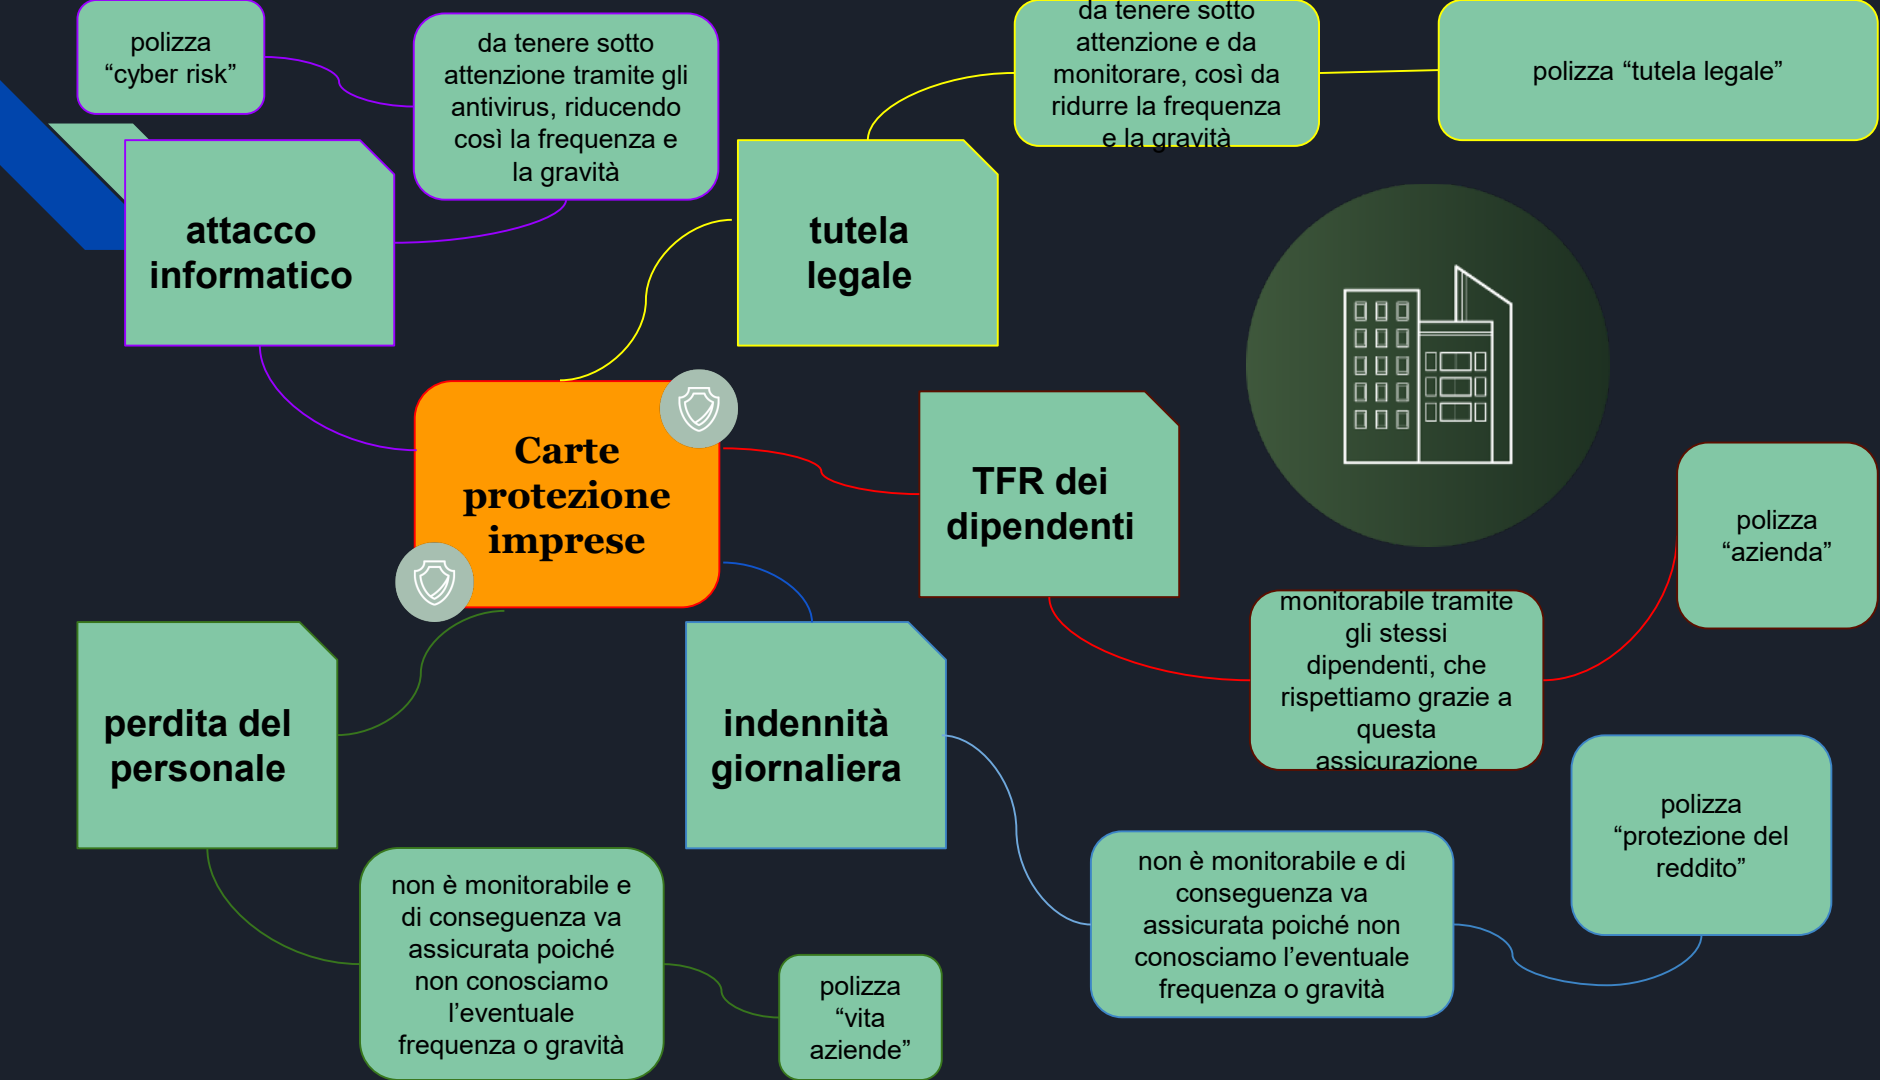 polizza
“cyber risk”
da tenere sotto
attenzione tramite gli
antivirus, riducendo
così la frequenza e
la gravità
da tenere sotto
attenzione e da
monitorare, così da
ridurre la frequenza
e la gravità
polizza “tutela legale”
attacco
informatico
tutela
legale
Carte
protezione
imprese
TFR dei
dipendenti
polizza
“azienda”
monitorabile tramite
gli stessi
dipendenti, che
rispettiamo grazie a
questa
assicurazione
perdita del
personale
indennità
giornaliera
polizza
“protezione del
reddito”
non è monitorabile e
di conseguenza va
assicurata poiché
non conosciamo
l’eventuale
frequenza o gravità
polizza
“vita
aziende”
non è monitorabile e di
conseguenza va
assicurata poiché non
conosciamo l’eventuale
frequenza o gravità